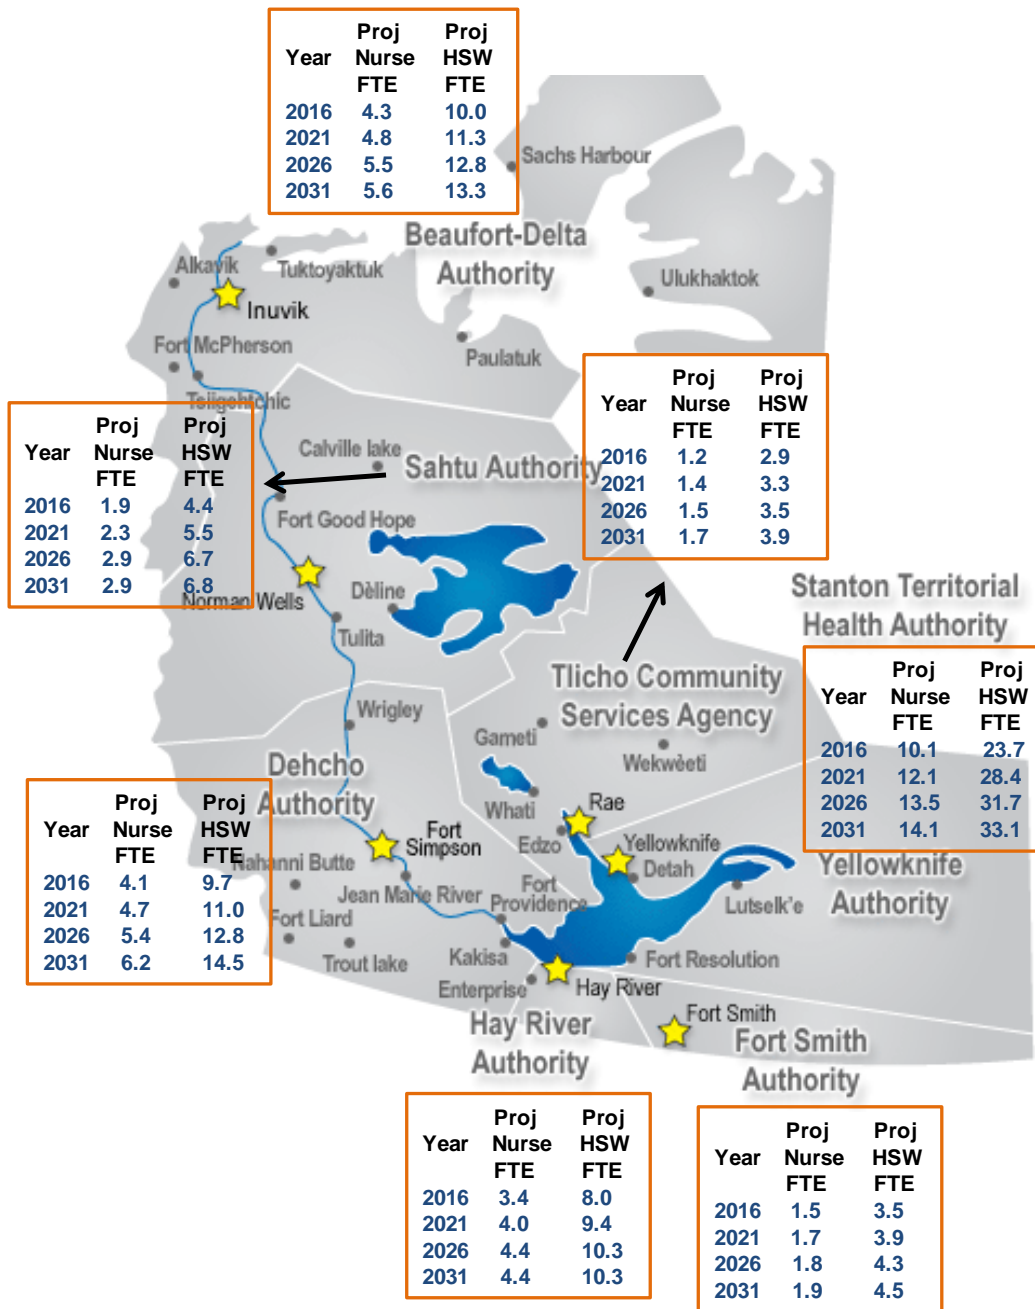 Proj Proj
Year Nurse HSW
FTE FTE
2016 4.3 10.0
2021 4.8 11.3
2026 5.5 12.8
2031 5.6 13.3
Sachs Harbour
Beaufort-Delta
Authority
Aklavik
Tuktoyaktuk
Ulukhaktok
Inuvik
Fort McPherson
Paulatuk
Tsiigehtchic
Proj Proj
Year Nurse HSW
FTE FTE
2016 1.2 2.9
2021 1.4 3.3
2026 1.5 3.5
2031 1.7 3.9
Proj Proj
Year Nurse HSW
FTE FTE
2016 1.9 4.4
2021 2.3 5.5
2026 2.9 6.7
2031 2.9 6.8
Calville lake
Sahtu Authority
Fort Good Hope
Norman Wells
Dèline
Tulita
Stanton Territorial
Health Authority
Proj Proj
Year Nurse HSW
FTE FTE
2016 10.1 23.7
2021 12.1 28.4
2026 13.5 31.7
2031 14.1 33.1
Tlicho Community
Services Agency
Wrigley
Gameti
Wekwèeti
Dehcho
Authority
Whati
Rae
Edzo
Yellowknife
Detah
Yellowknife
Authority
Proj Proj
Year Nurse HSW
FTE FTE
2016 4.1 9.7
2021 4.7 11.0
2026 5.4 12.8
2031 6.2 14.5
Fort
Simpson
Nahanni Butte
Jean Marie River
Fort
Providence
Lutselk'e
Fort Liard
Trout lake
Kakisa
Fort Resolution
Enterprise
Hay River
Hay River
Authority
Fort Smith
Fort Smith
Authority
Proj Proj
Year Nurse HSW
FTE FTE
2016 3.4 8.0
2021 4.0 9.4
2026 4.4 10.3
2031 4.4 10.3
Proj Proj
Year Nurse HSW
FTE FTE
2016 1.5 3.5
2021 1.7 3.9
2026 1.8 4.3
2031 1.9 4.5